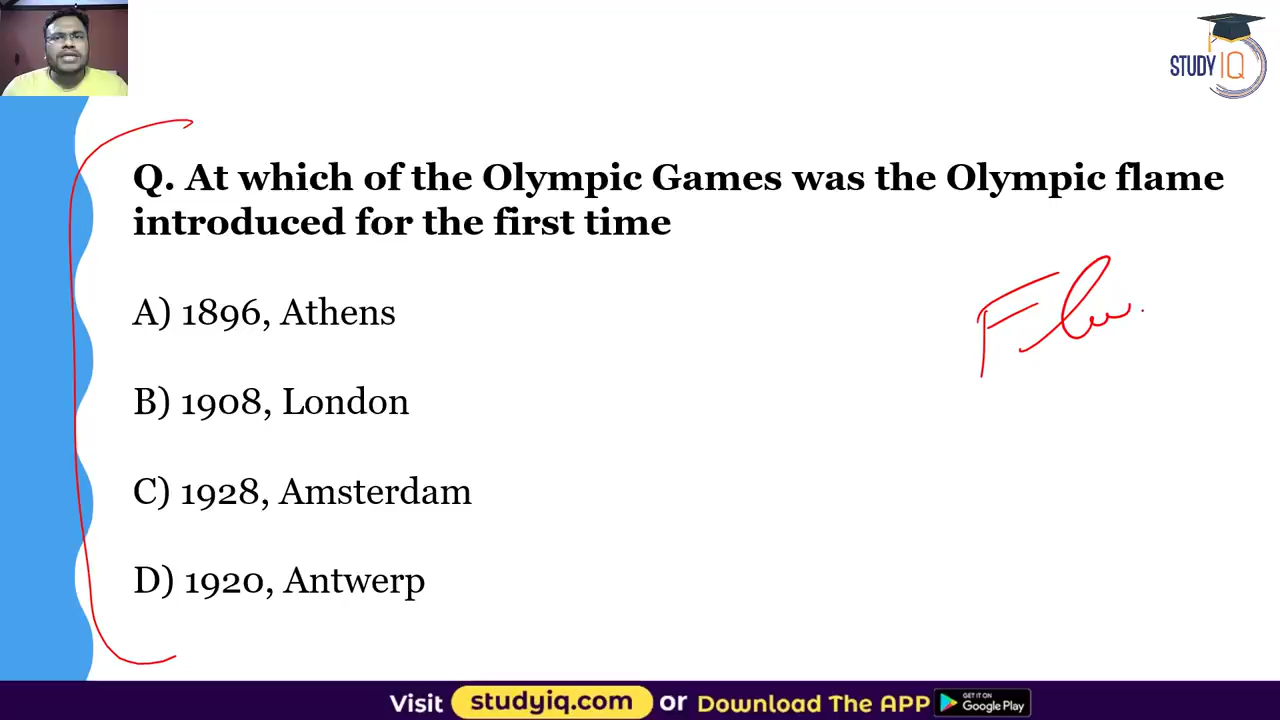 STUDY IQ
Q. At which of the Olympic Games was the Olympic flame
introduced for the first time
A) 1896, Athens
B) 1908, London
C) 1928, Amsterdam
D) 1920, Antwerp
Visit studyiq.com or Download The APP GET IT ON Google Play